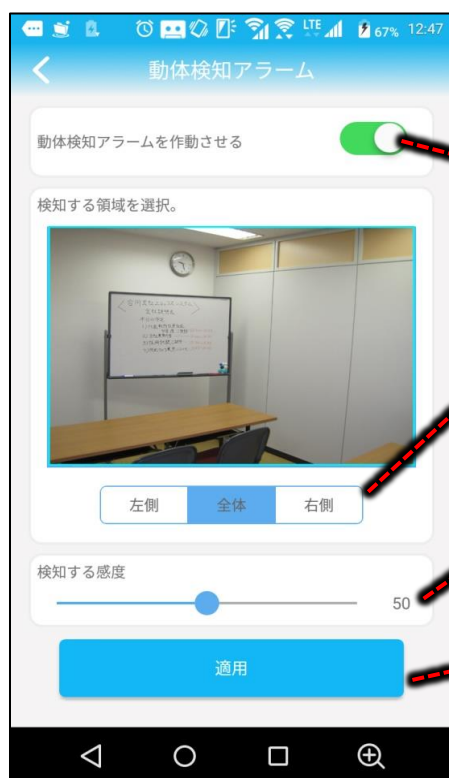 LTE 67% 12:47
動体検知アラーム
動体検知アラームを作動させる
検知する領域を選択。
左側 全体 右側
検知する感度
50
適用